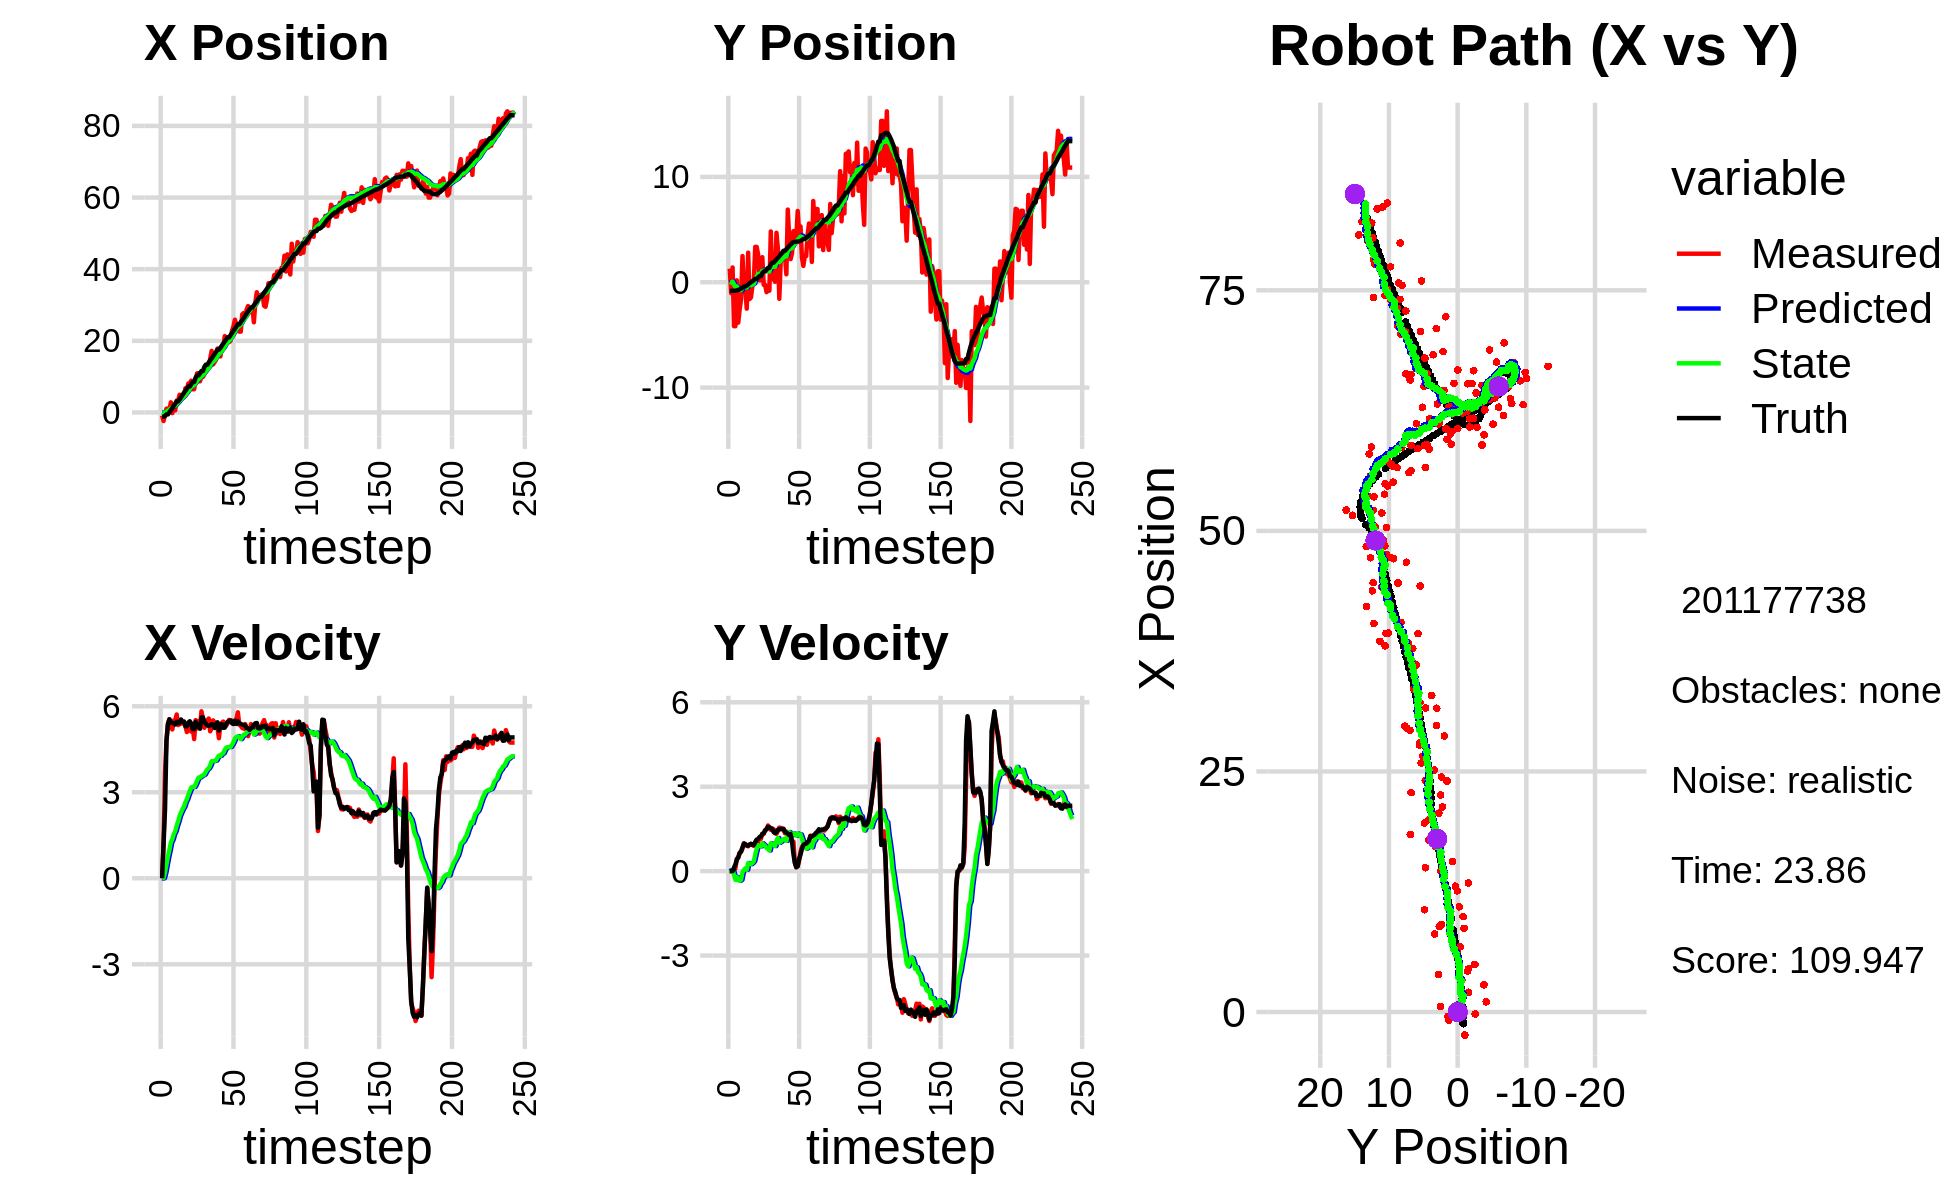 X Position
80
60
40
20
0
0
50
100
150
200
250
timestep
Y Position
10
0
-10
0
50
100
150
200
250
timestep
X Velocity
6
3
0
-3
0
50
100
150
200
250
timestep
Y Velocity
6
3
0
-3
0
50
100
150
200
250
timestep
Robot Path (X vs Y)
X Position
75
50
25
0
20 10 0 -10 -20
Y Position
variable
Measured
Predicted
State
Truth
201177738
Obstacles: none
Noise: realistic
Time: 23.86
Score: 109.947